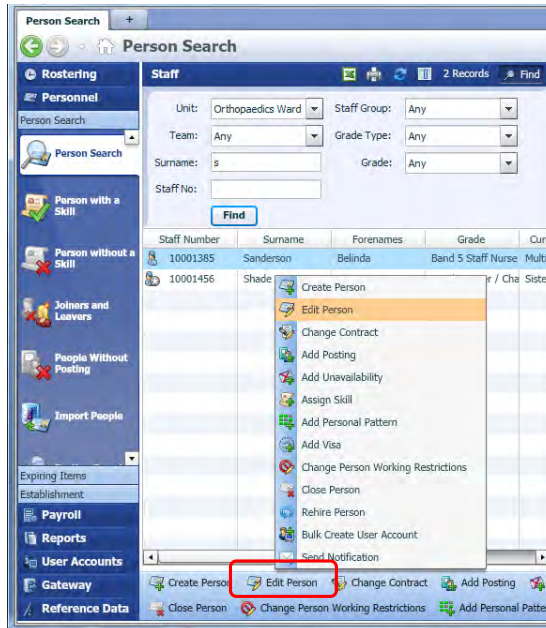 Person Search +
Person Search
Rostering
Personnel
Person Search
Person Search
Person with a
Skill
Person without a
Skill
Joiners and
Leavers
People Without
Posting
Import People
Expiring Items
Establishment
Payroll
Reports
User Accounts
Gateway
Reference Data
Staff 2 Records Find
Unit: Orthopaedics Ward Staff Group: Any
Team: Any Grade Type: Any
Surname: s Grade: Any
Staff No:
Find
Staff Number Surname Forenames Grade Cur
10001385 Sanderson Belinda Band 5 Staff Nurse Multi
10001456 Shade r / Cha Siste
Create Person
Edit Person
Change Contract
Add Posting
Add Unavailability
Assign Skill
Add Personal Pattern
Add Visa
Change Person Working Restrictions
Close Person
Rehire Person
Bulk Create User Account
Send Notification
Create Person Edit Person Change Contract Add Posting
Close Person Change Person Working Restrictions Add Personal Patte